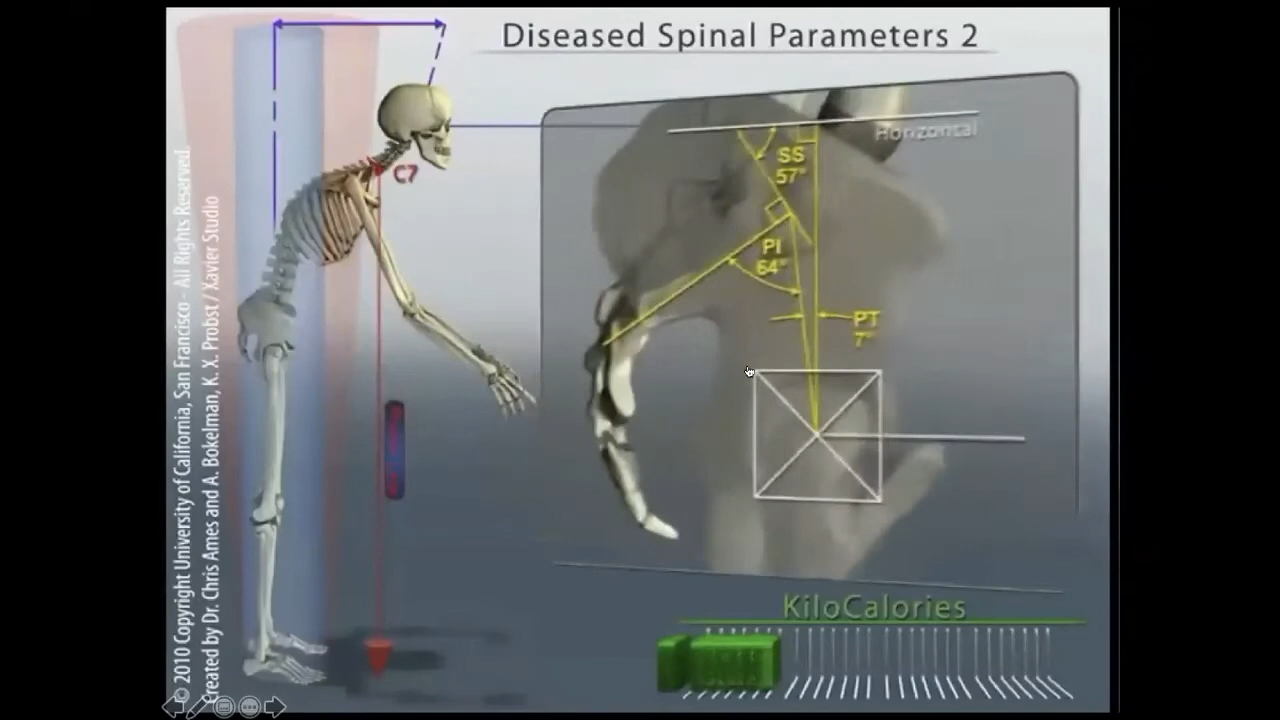 Diseased Spinal Parameters 2
Horizontal
C7
SS
57°
PI
64°
PT
7°
KiloCalories
© 2010 Copyright University of California, San Francisco - All Rights Reserved.
Created by Dr. Chris Ames and A. Bokelman, K. X. Probst / Xavier Studio